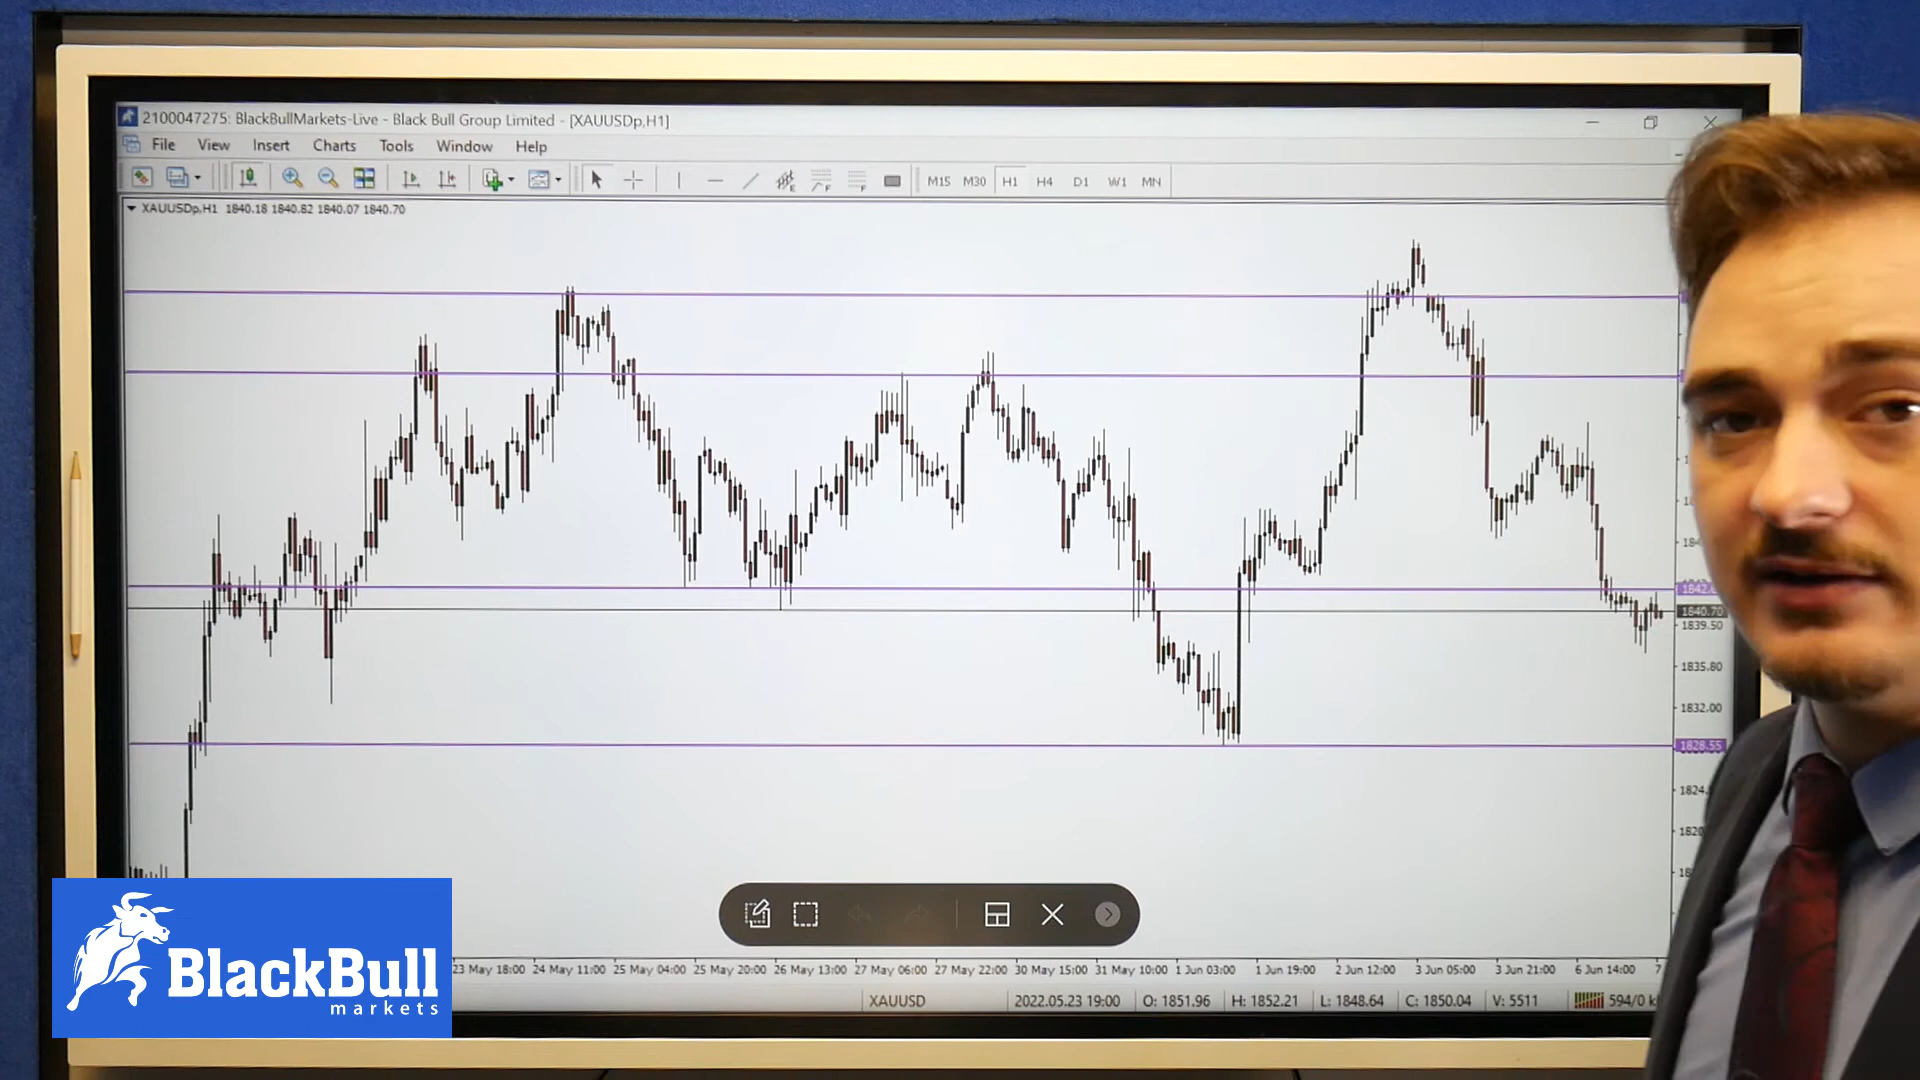 2100047275: BlackBullMarkets-Live - Black Bull Group Limited - [XAUUSDp,H1]
File View Insert Charts Tools Window Help
M15 M30 H1 H4 D1 W1 MN
XAUUSDp,H1 1840.18 1840.82 1840.07 1840.70
1840.70
1839.50
1835.80
1832.00
1828.55
BlackBull
markets
23 May 18:00 24 May 11:00 25 May 04:00 25 May 20:00 26 May 13:00 27 May 06:00 27 May 22:00 30 May 15:00 31 May 10:00 1 Jun 03:00 1 Jun 19:00 2 Jun 12:00 3 Jun 05:00 3 Jun 21:00 6 Jun 14:00 7
XAUUSD 2022.05.23 19:00 O: 1851.96 H: 1852.21 L: 1848.64 C: 1850.04 V: 5511 594/0